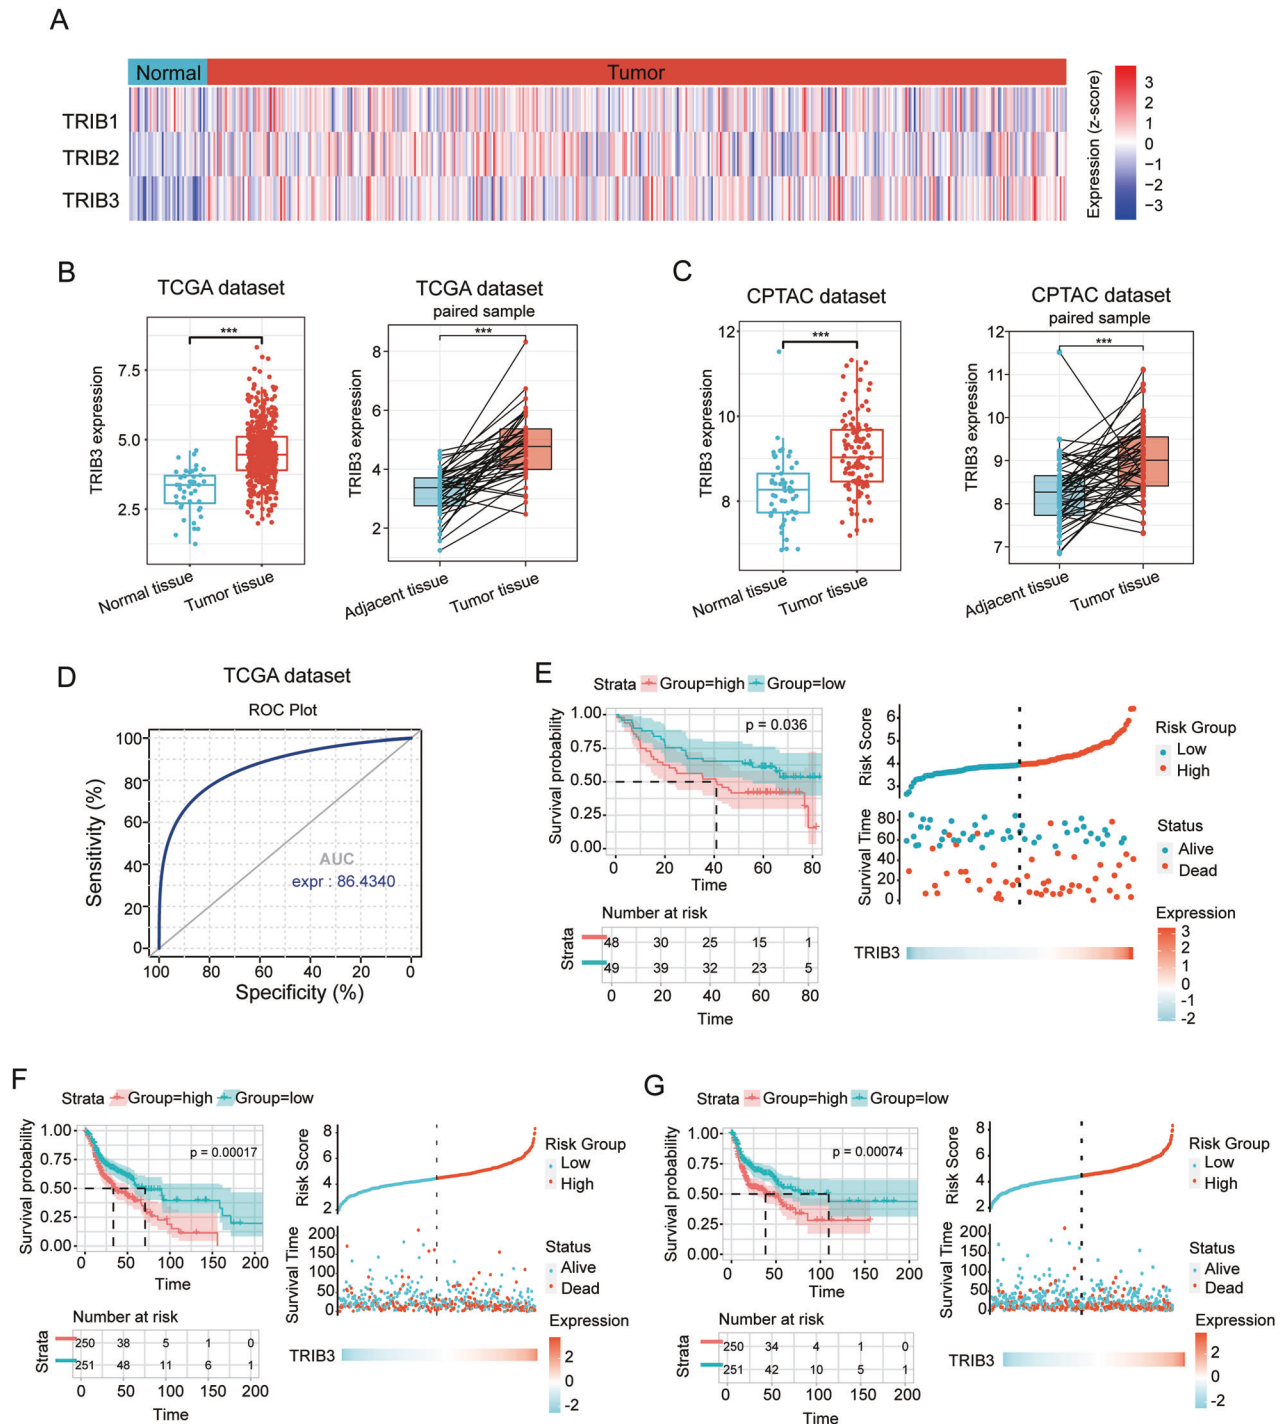 A
Normal
Tumor
TRIB1
TRIB2
TRIB3
Expression (z-score)
3
2
1
0
−1
−2
−3
B
TCGA dataset
***
TRIB3 expression
7.5
5.0
2.5
Normal tissue
Tumor tissue
TCGA dataset
paired sample
***
TRIB3 expression
8
6
4
2
Adjacent tissue
Tumor tissue
C
CPTAC dataset
***
TRIB3 expression
12
10
8
Normal tissue
Tumor tissue
CPTAC dataset
paired sample
***
TRIB3 expression
12
11
10
9
8
7
Adjacent tissue
Tumor tissue
D
TCGA dataset
ROC Plot
Sensitivity (%)
100
80
60
40
20
0
AUC
expr : 86.4340
100 80 60 40 20 0
Specificity (%)
E
Strata Group=high Group=low
Survival probability
1.00
0.75
0.50
0.25
0.00
p = 0.036
0 20 40 60 80
Time
Number at risk
Strata
48 30 25 15 1
49 39 32 23 5
0 20 40 60 80
Time
Risk Score
6
5
4
3
Risk Group
Low
High
Survival Time
80
60
40
20
0
Status
Alive
Dead
TRIB3
Expression
3
2
1
0
-1
-2
F
Strata Group=high Group=low
Survival probability
1.00
0.75
0.50
0.25
0.00
p = 0.00017
0 50 100 150 200
Time
Number at risk
Strata
250 38 5 1 0
251 48 11 6 1
0 50 100 150 200
Time
Risk Score
8
6
4
2
Risk Group
Low
High
Survival Time
200
150
100
50
0
Status
Alive
Dead
TRIB3
Expression
2
0
-2
G
Strata Group=high Group=low
Survival probability
1.00
0.75
0.50
0.25
0.00
p = 0.00074
0 50 100 150 200
Time
Number at risk
Strata
250 34 4 1 0
251 42 10 5 1
0 50 100 150 200
Time
Risk Score
8
6
4
2
Risk Group
Low
High
Survival Time
200
150
100
50
0
Status
Alive
Dead
TRIB3
Expression
2
0
-2